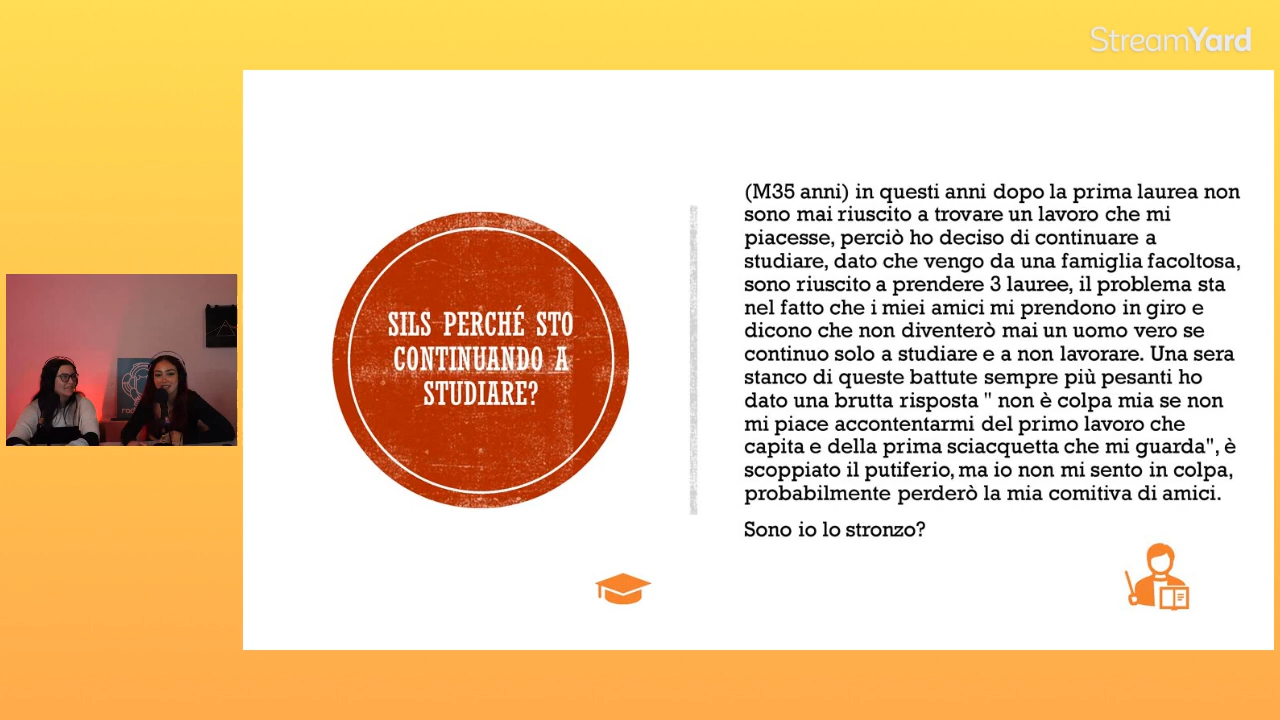 StreamYard
SILS PERCHÉ STO
CONTINUANDO A
STUDIARE?
(M35 anni) in questi anni dopo la prima laurea non
sono mai riuscito a trovare un lavoro che mi
piacesse, perciò ho deciso di continuare a
studiare, dato che vengo da una famiglia facoltosa,
sono riuscito a prendere 3 lauree, il problema sta
nel fatto che i miei amici mi prendono in giro e
dicono che non diventerò mai un uomo vero se
continuo solo a studiare e a non lavorare. Una sera
stanco di queste battute sempre più pesanti ho
dato una brutta risposta " non è colpa mia se non
mi piace accontentarmi del primo lavoro che
capita e della prima sciacquetta che mi guarda", è
scoppiato il putiferio, ma io non mi sento in colpa,
probabilmente perderò la mia comitiva di amici.
Sono io lo stronzo?